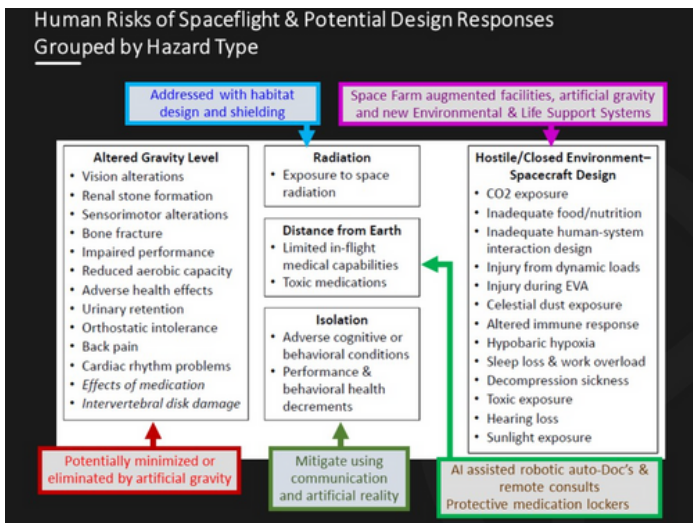 Human Risks of Spaceflight & Potential Design Responses
Grouped by Hazard Type
Addressed with habitat
design and shielding
Space Farm augmented facilities, artificial gravity
and new Environmental & Life Support Systems
Altered Gravity Level
• Vision alterations
• Renal stone formation
• Sensorimotor alterations
• Bone fracture
• Impaired performance
• Reduced aerobic capacity
• Adverse health effects
• Urinary retention
• Orthostatic intolerance
• Back pain
• Cardiac rhythm problems
• Effects of medication
• Intervertebral disk damage
Radiation
• Exposure to space
radiation
Distance from Earth
• Limited in-flight
medical capabilities
• Toxic medications
Isolation
• Adverse cognitive or
behavioral conditions
• Performance &
behavioral health
decrements
Hostile/Closed Environment–
Spacecraft Design
• CO2 exposure
• Inadequate food/nutrition
• Inadequate human-system
interaction design
• Injury from dynamic loads
• Injury during EVA
• Celestial dust exposure
• Altered immune response
• Hypobaric hypoxia
• Sleep loss & work overload
• Decompression sickness
• Toxic exposure
• Hearing loss
• Sunlight exposure
Potentially minimized or
eliminated by artificial gravity
Mitigate using
communication
and artificial reality
AI assisted robotic auto-Doc's &
remote consults
Protective medication lockers